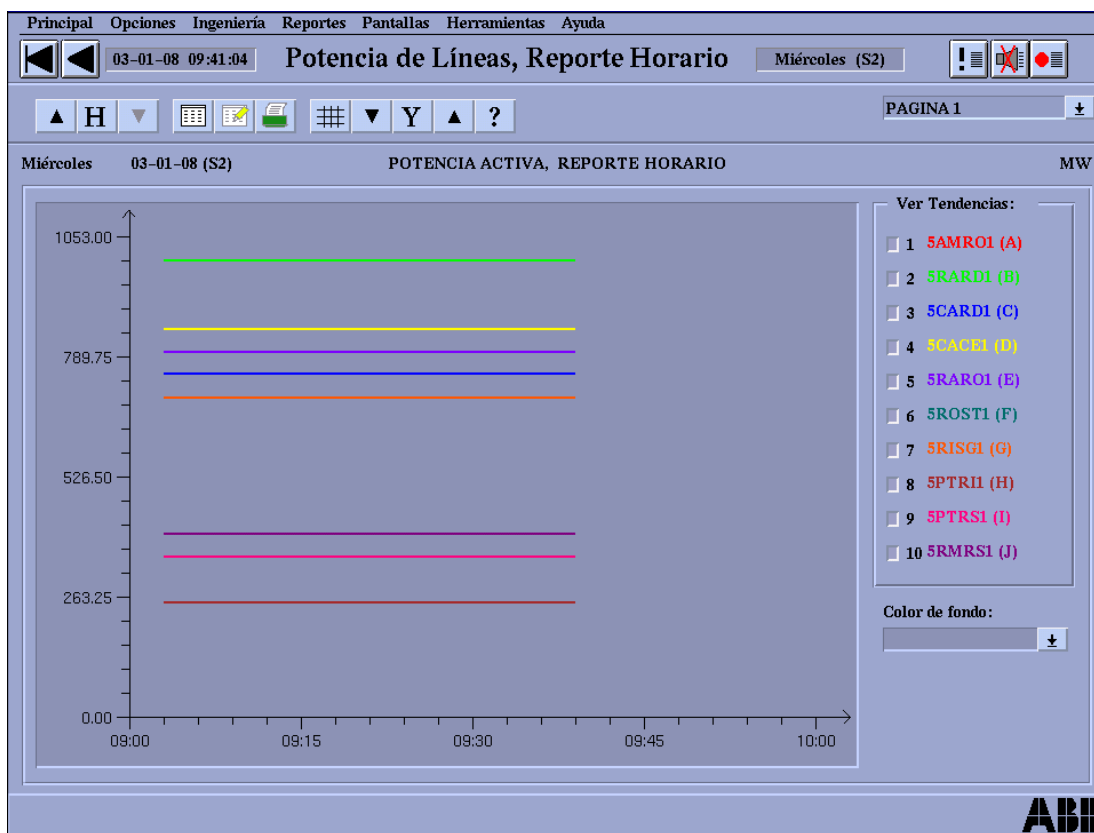 Principal Opciones Ingeniería Reportes Pantallas Herramientas Ayuda
03-01-08 09:41:04 Potencia de Líneas, Reporte Horario Miércoles (S2)
H Y ? PAGINA 1
Miércoles 03-01-08 (S2) POTENCIA ACTIVA, REPORTE HORARIO MW
Ver Tendencias:
1053.00
789.75
526.50
263.25
0.00
09:00 09:15 09:30 09:45 10:00
1 5AMRO1 (A)
2 5RARD1 (B)
3 5CARD1 (C)
4 5CACE1 (D)
5 5RARO1 (E)
6 5ROST1 (F)
7 5RISG1 (G)
8 5PTRI1 (H)
9 5PTRS1 (I)
10 5RMRS1 (J)
Color de fondo:
ABB